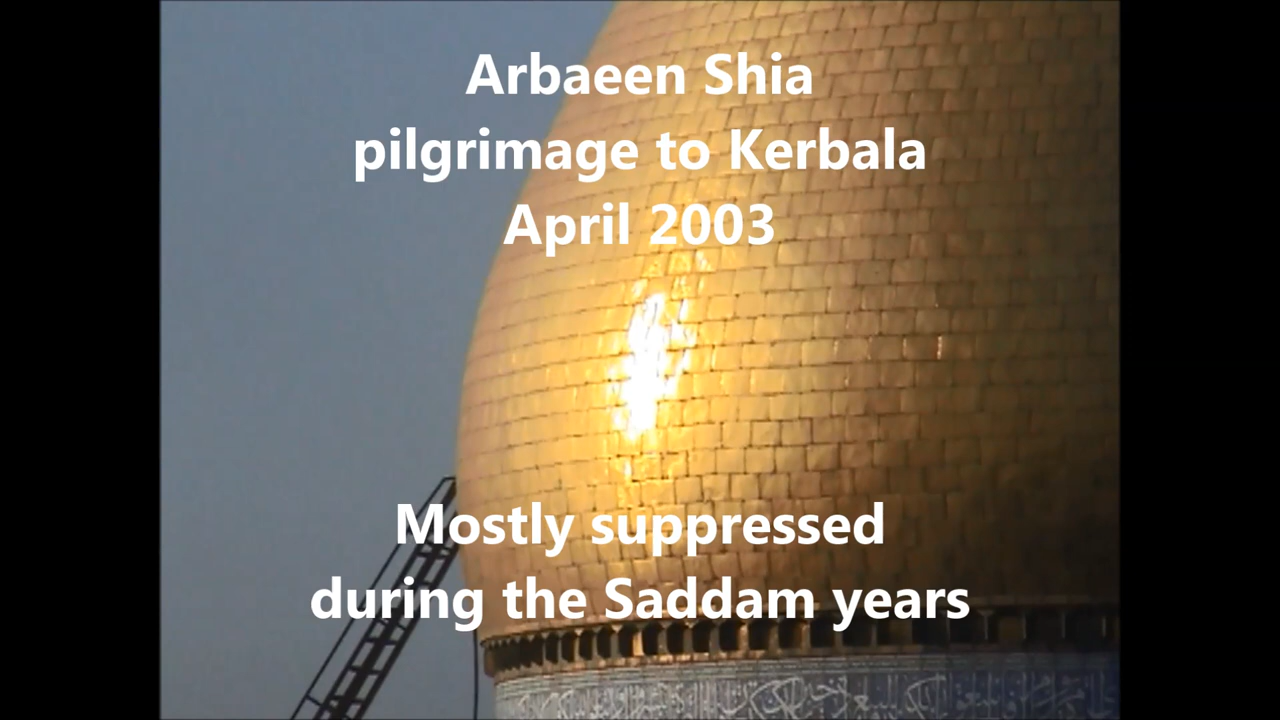 Arbaeen Shia
pilgrimage to Kerbala
April 2003
Mostly suppressed
during the Saddam years